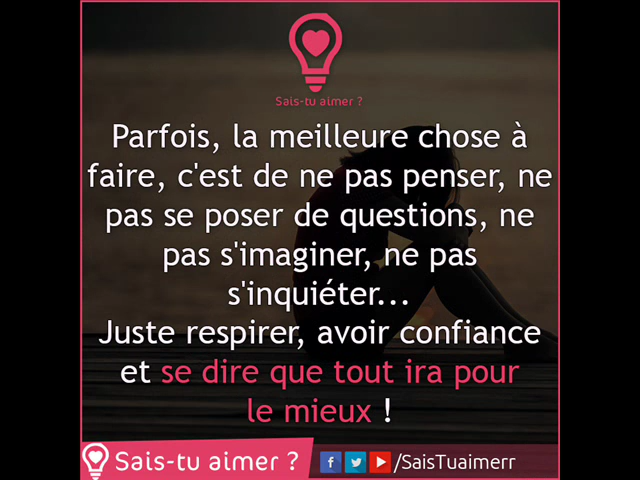 Sais-tu aimer ?
Parfois, la meilleure chose à
faire, c'est de ne pas penser, ne
pas se poser de questions, ne
pas s'imaginer, ne pas
s'inquiéter...
Juste respirer, avoir confiance
et se dire que tout ira pour
le mieux !
Sais-tu aimer ? /SaisTuaimerr